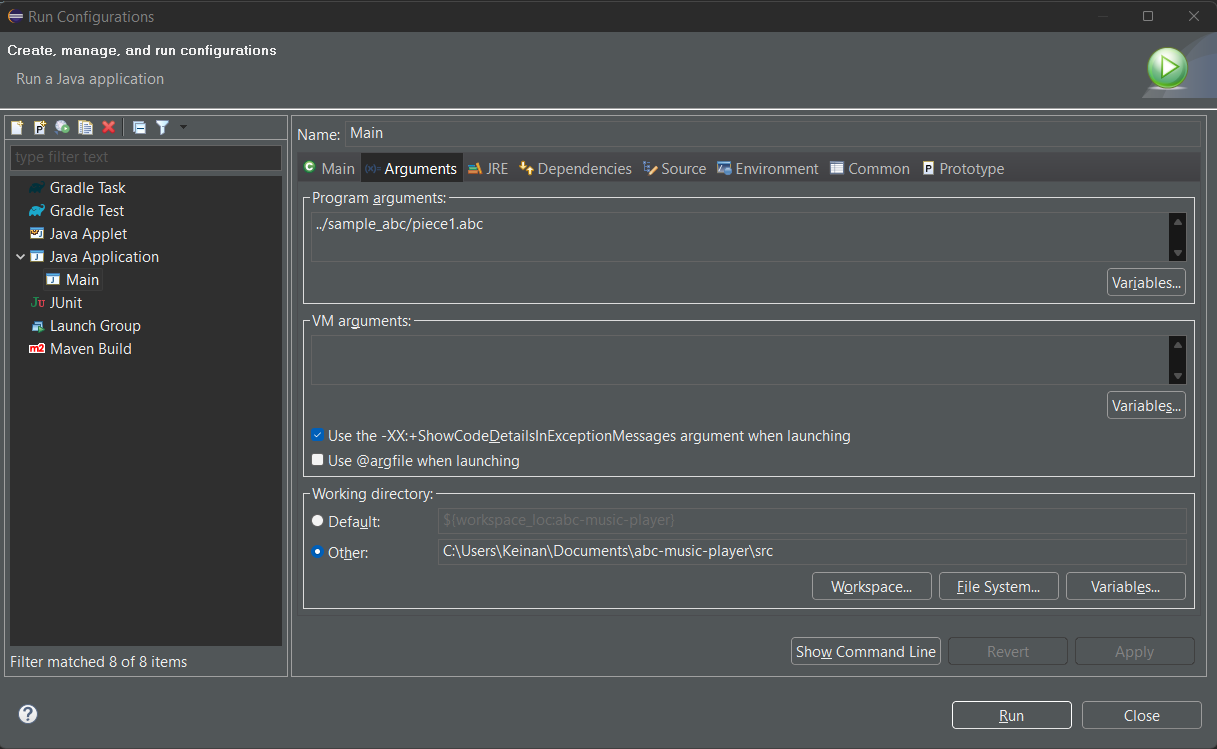 Run Configurations
Create, manage, and run configurations
Run a Java application
type filter text
Gradle Task
Gradle Test
Java Applet
Java Application
Main
JUnit
Launch Group
Maven Build
Filter matched 8 of 8 items
Name: Main
Main Arguments JRE Dependencies Source Environment Common Prototype
Program arguments:
../sample_abc/piece1.abc
Variables...
VM arguments:
Variables...
Use the -XX:+ShowCodeDetailsInExceptionMessages argument when launching
Use @argfile when launching
Working directory:
Default: ${workspace_loc:abc-music-player}
Other: C:\Users\Keinan\Documents\abc-music-player\src
Workspace... File System... Variables...
Show Command Line Revert Apply
Run Close